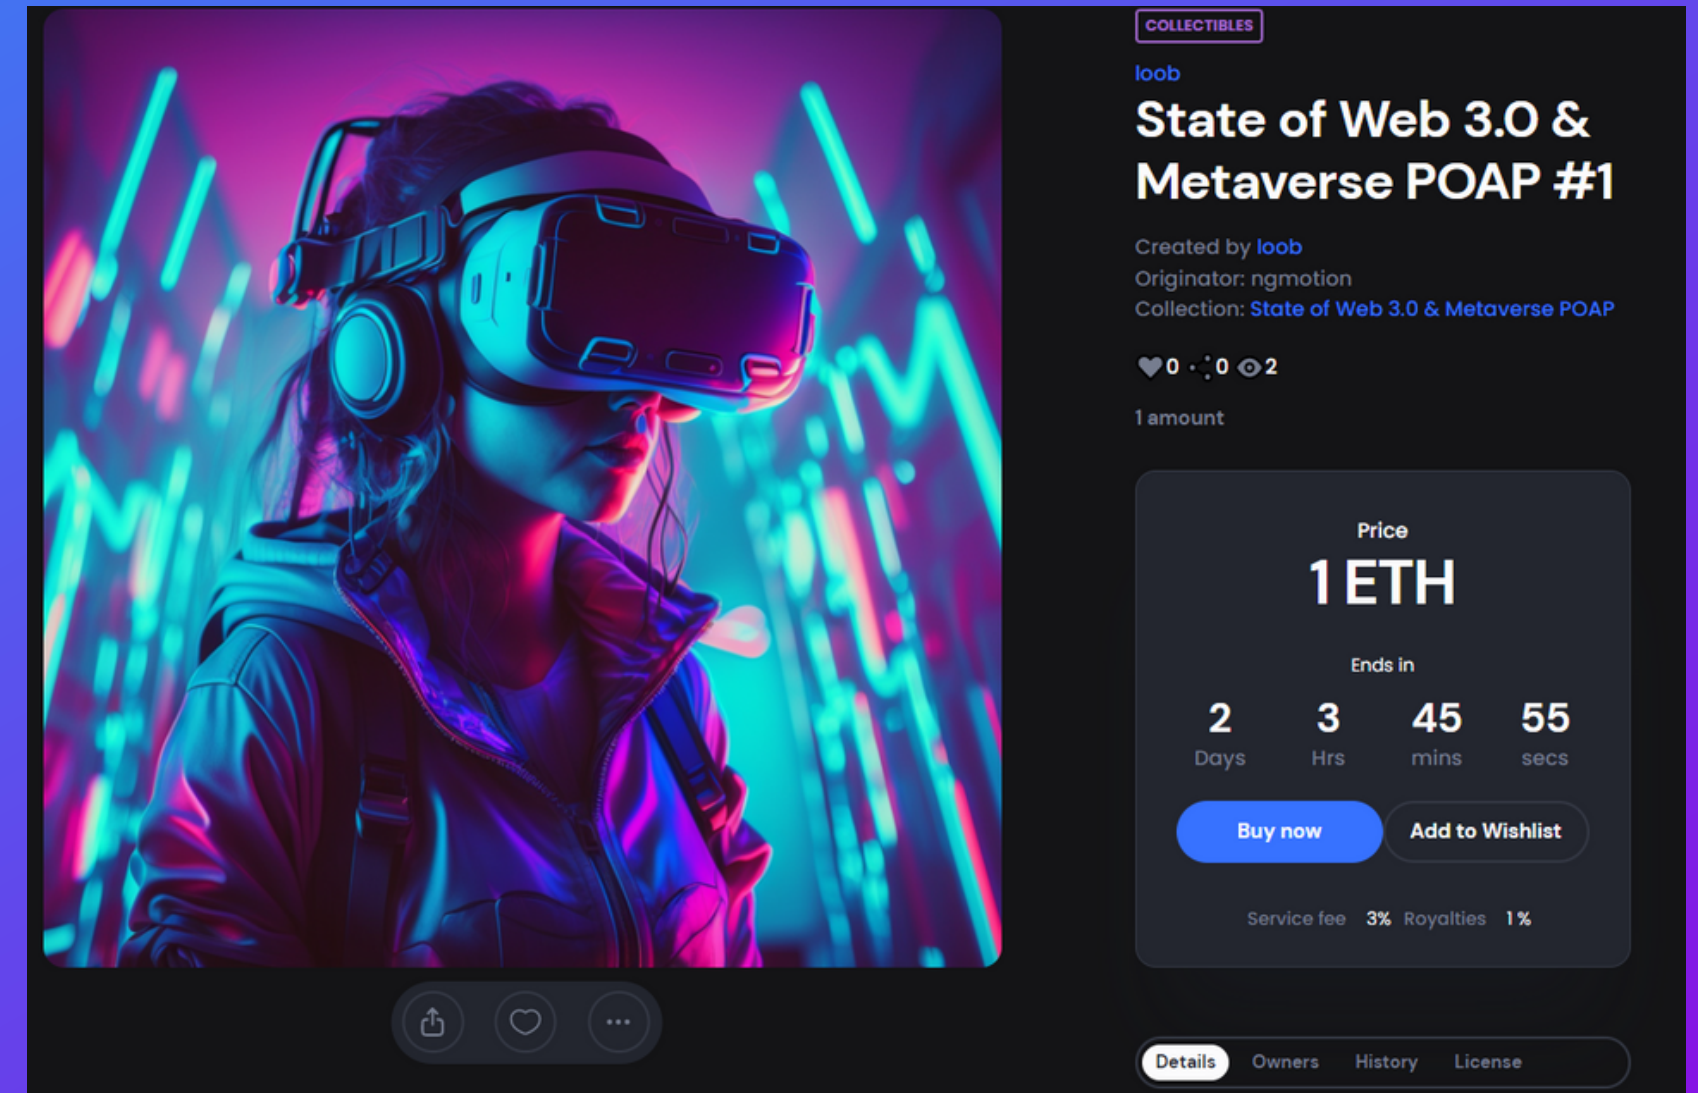 COLLECTIBLES
loob
State of Web 3.0 &
Metaverse POAP #1
Created by loob
Originator: ngmotion
Collection: State of Web 3.0 & Metaverse POAP
0 0 2
1 amount
Price
1 ETH
Ends in
2 3 45 55
Days Hrs mins secs
Buy now Add to Wishlist
Service fee 3% Royalties 1 %
Details Owners History License